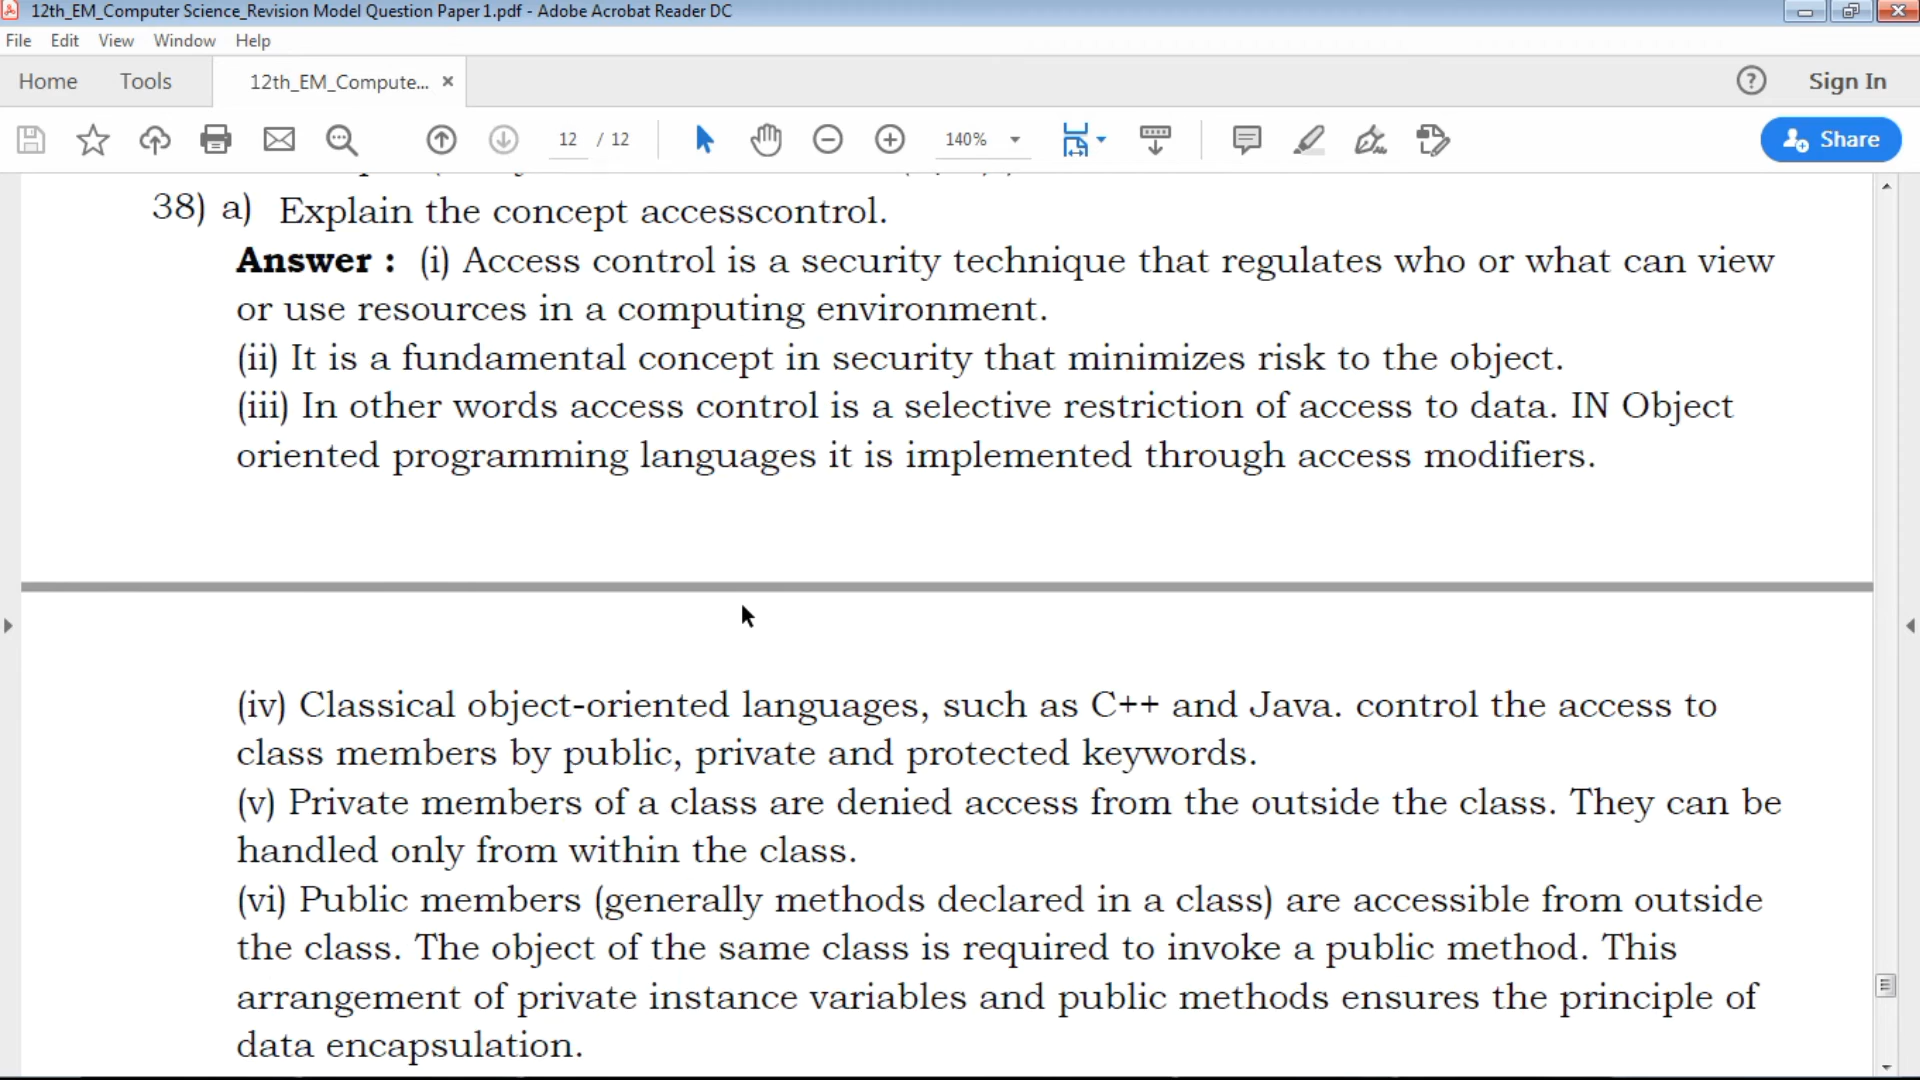 12th_EM_Computer Science_Revision Model Question Paper 1.pdf - Adobe Acrobat Reader DC
File Edit View Window Help
Home Tools 12th_EM_Compute... × ? Sign In
12 / 12 140% Share
38) a) Explain the concept accesscontrol.
Answer : (i) Access control is a security technique that regulates who or what can view
or use resources in a computing environment.
(ii) It is a fundamental concept in security that minimizes risk to the object.
(iii) In other words access control is a selective restriction of access to data. IN Object
oriented programming languages it is implemented through access modifiers.
(iv) Classical object-oriented languages, such as C++ and Java. control the access to
class members by public, private and protected keywords.
(v) Private members of a class are denied access from the outside the class. They can be
handled only from within the class.
(vi) Public members (generally methods declared in a class) are accessible from outside
the class. The object of the same class is required to invoke a public method. This
arrangement of private instance variables and public methods ensures the principle of
data encapsulation.